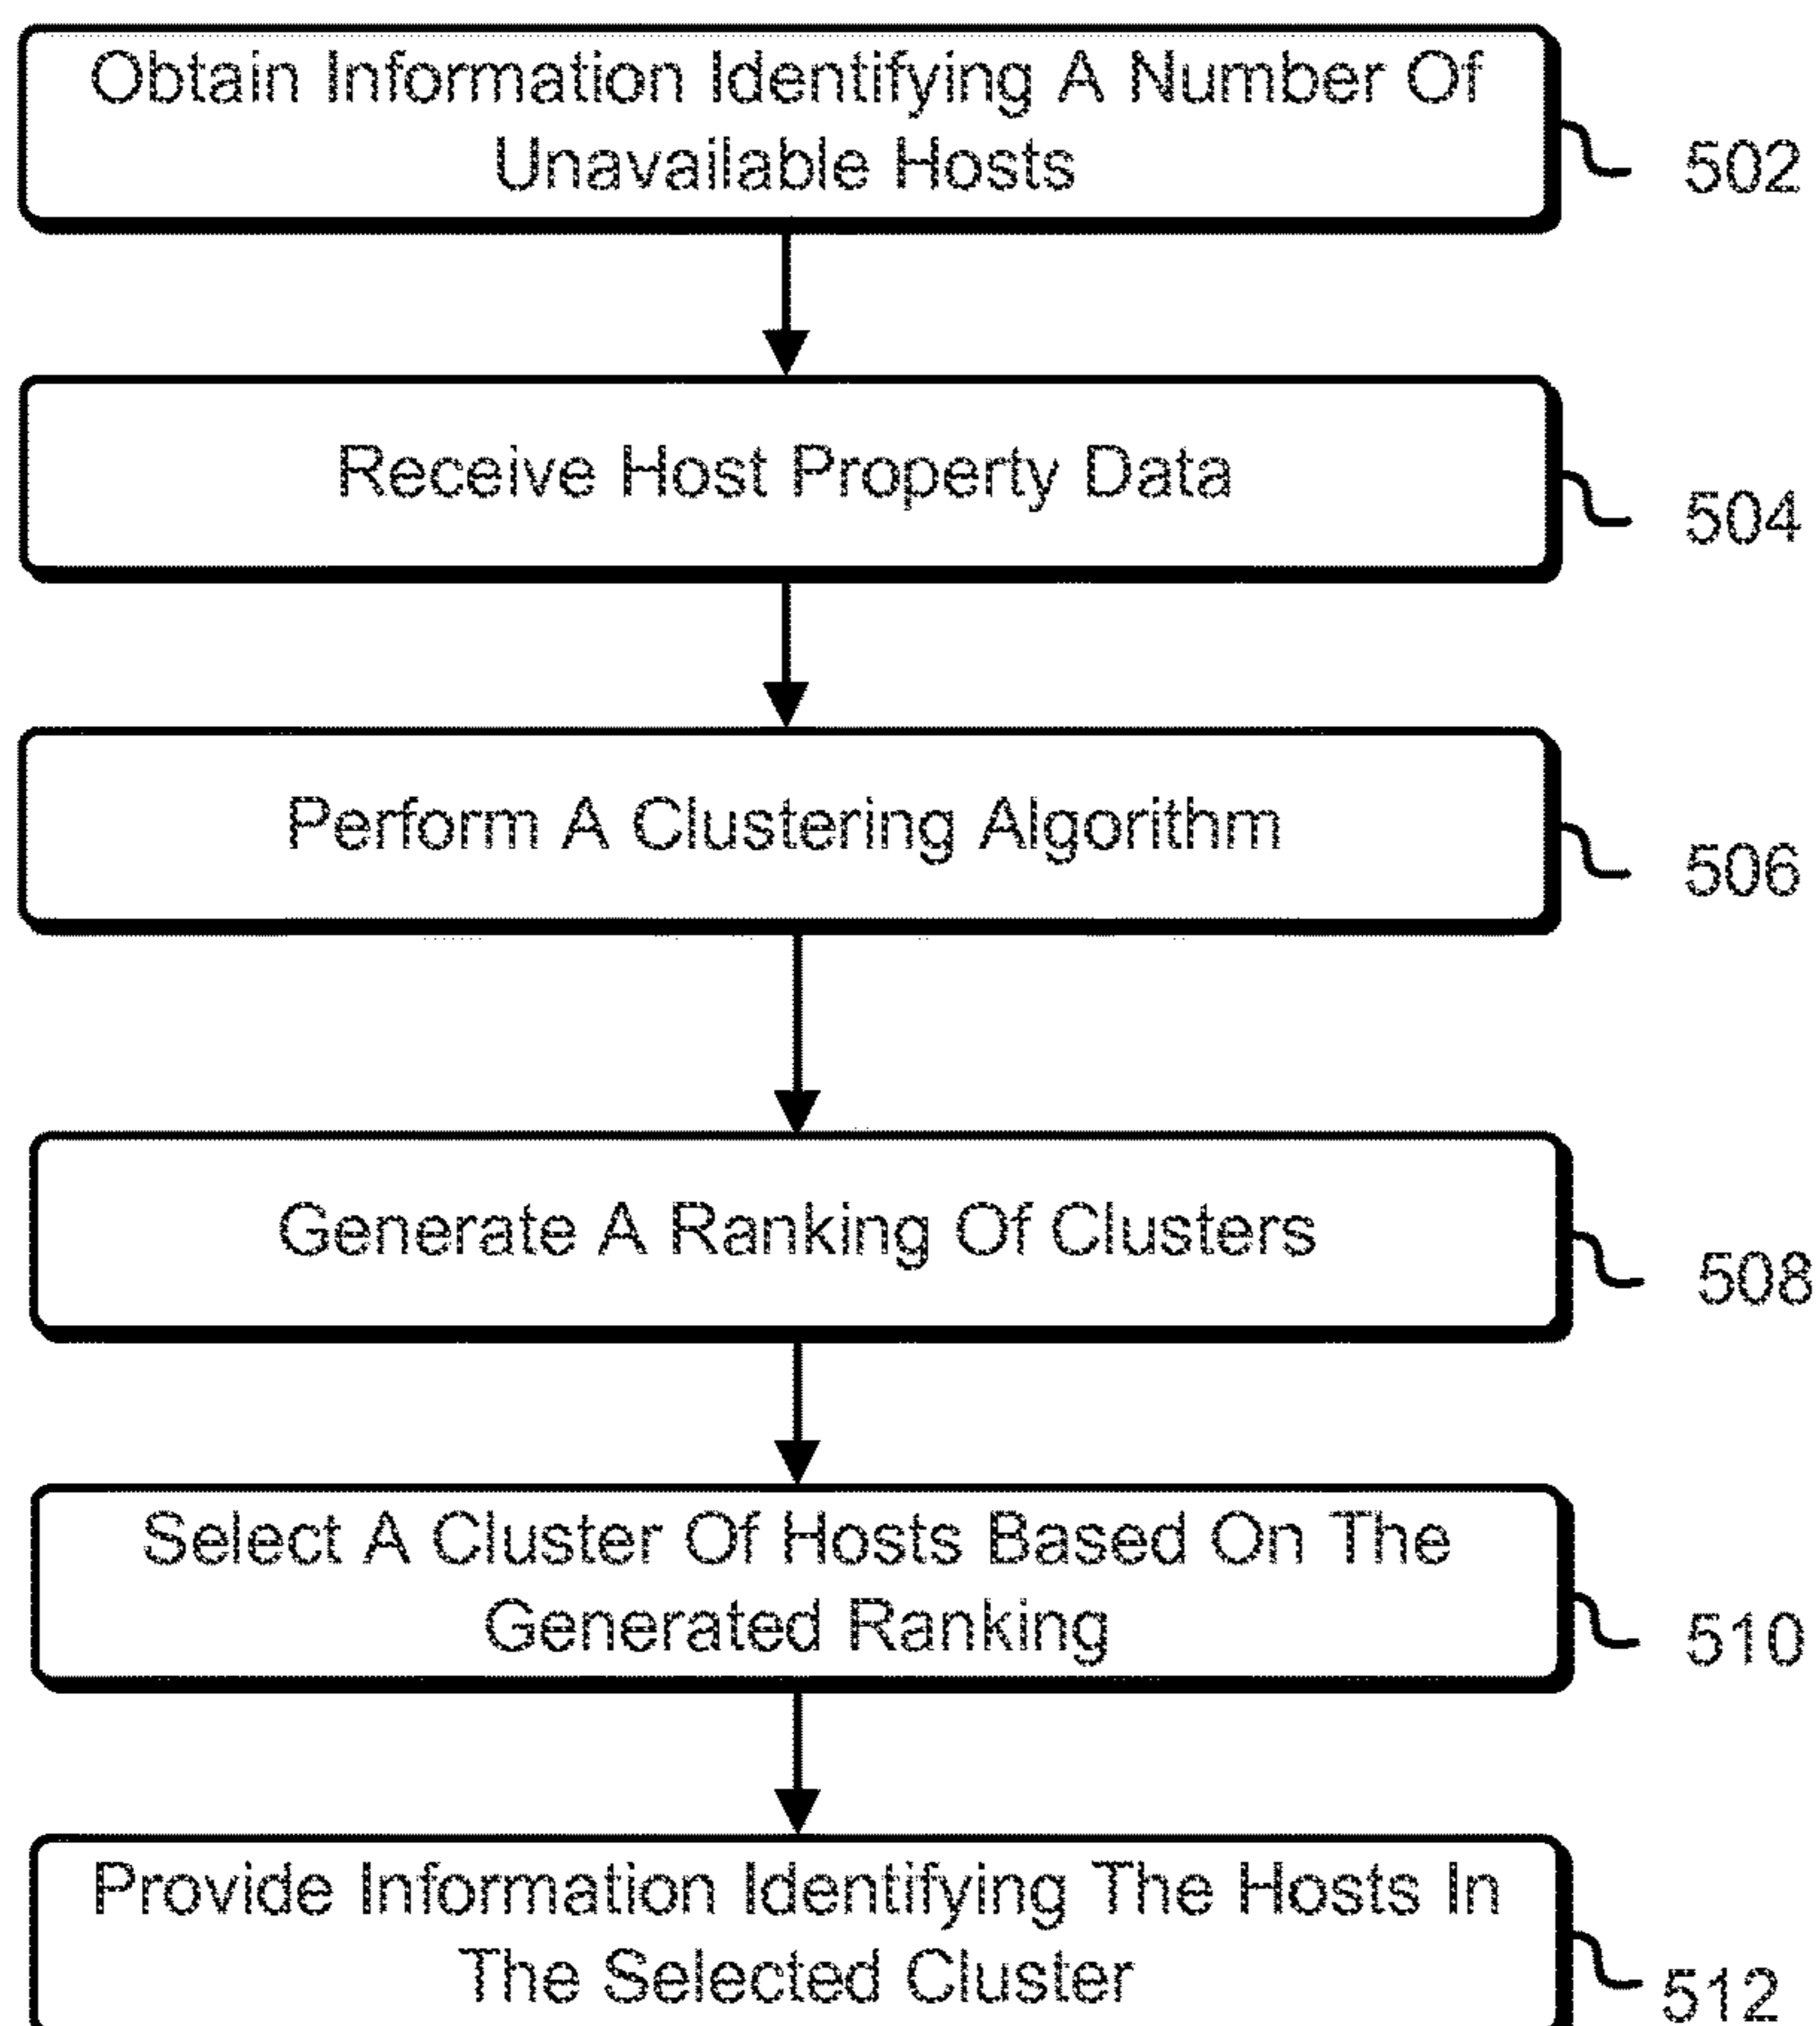 Obtain Information Identifying A Number Of
Unavailable Hosts
502
Receive Host Property Data
504
Perform A Clustering Algorithm
506
Generate A Ranking Of Clusters
508
Select A Cluster Of Hosts Based On The
Generated Ranking
510
Provide Information Identifying The Hosts In
The Selected Cluster
512